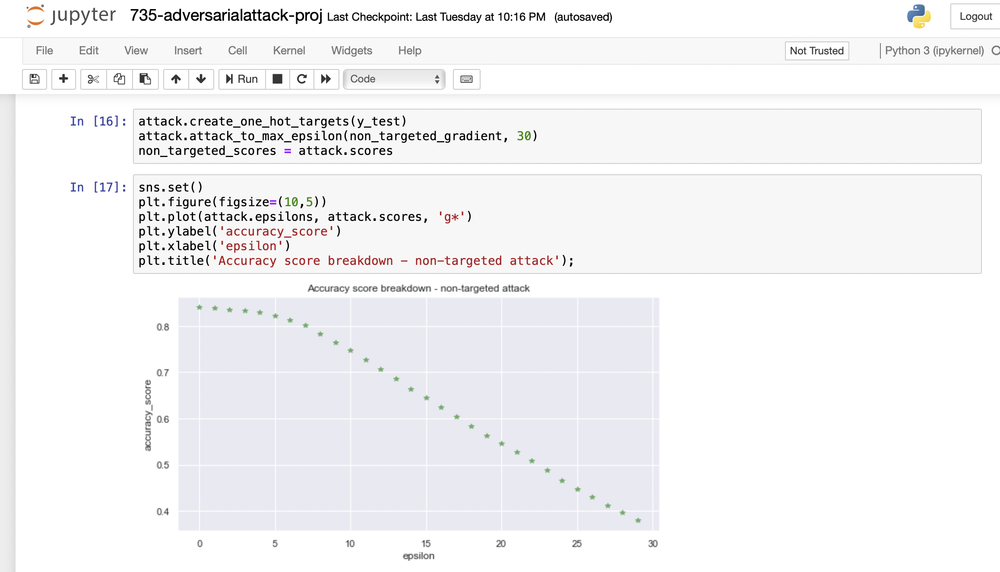 jupyter 735-adversarialattack-proj Last Checkpoint: Last Tuesday at 10:16 PM (autosaved) Logout
File Edit View Insert Cell Kernel Widgets Help Not Trusted Python 3 (ipykernel)
Run Code
In [16]: attack.create_one_hot_targets(y_test)
attack.attack_to_max_epsilon(non_targeted_gradient, 30)
non_targeted_scores = attack.scores
In [17]: sns.set()
plt.figure(figsize=(10,5))
plt.plot(attack.epsilons, attack.scores, 'g*')
plt.ylabel('accuracy_score')
plt.xlabel('epsilon')
plt.title('Accuracy score breakdown - non-targeted attack');
Accuracy score breakdown - non-targeted attack
accuracy_score
0.8
0.7
0.6
0.5
0.4
0 5 10 15 20 25 30
epsilon